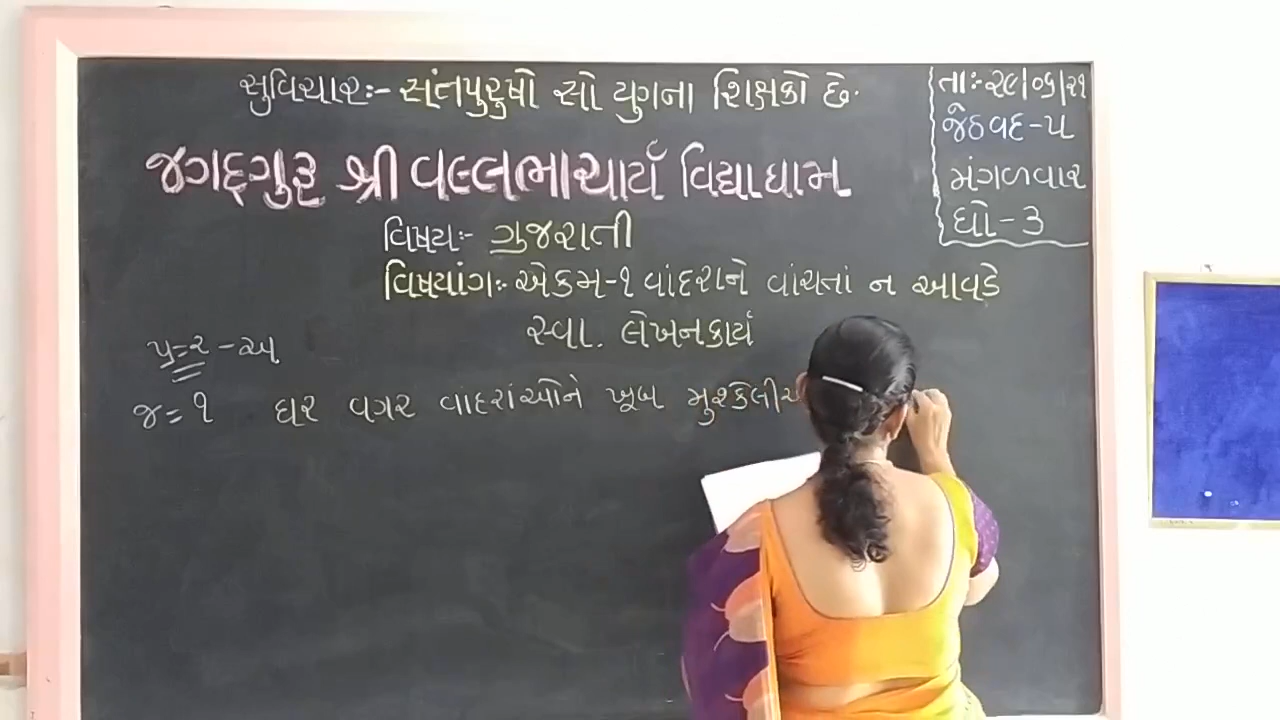 સુવિચારઃ- સંતપુરુષો સો યુગના શિક્ષકો છે.
તાઃ-૨૯/૦૬/૨૧
જેઠ વદ-૫
મંગળવાર
ધો-૩
જગદ્ગુરુ શ્રી વલ્લભાચાર્ય વિદ્યાધામ
વિષયઃ- ગુજરાતી
વિષયાંગઃ- એકમ-૧ વાંદરાને વાંચતાં ન આવડે
સ્વા. લેખનકાર્ય
પ્ર=૨ -અ
જ=૧ ઘર વગર વાંદરાંઓને ખૂબ